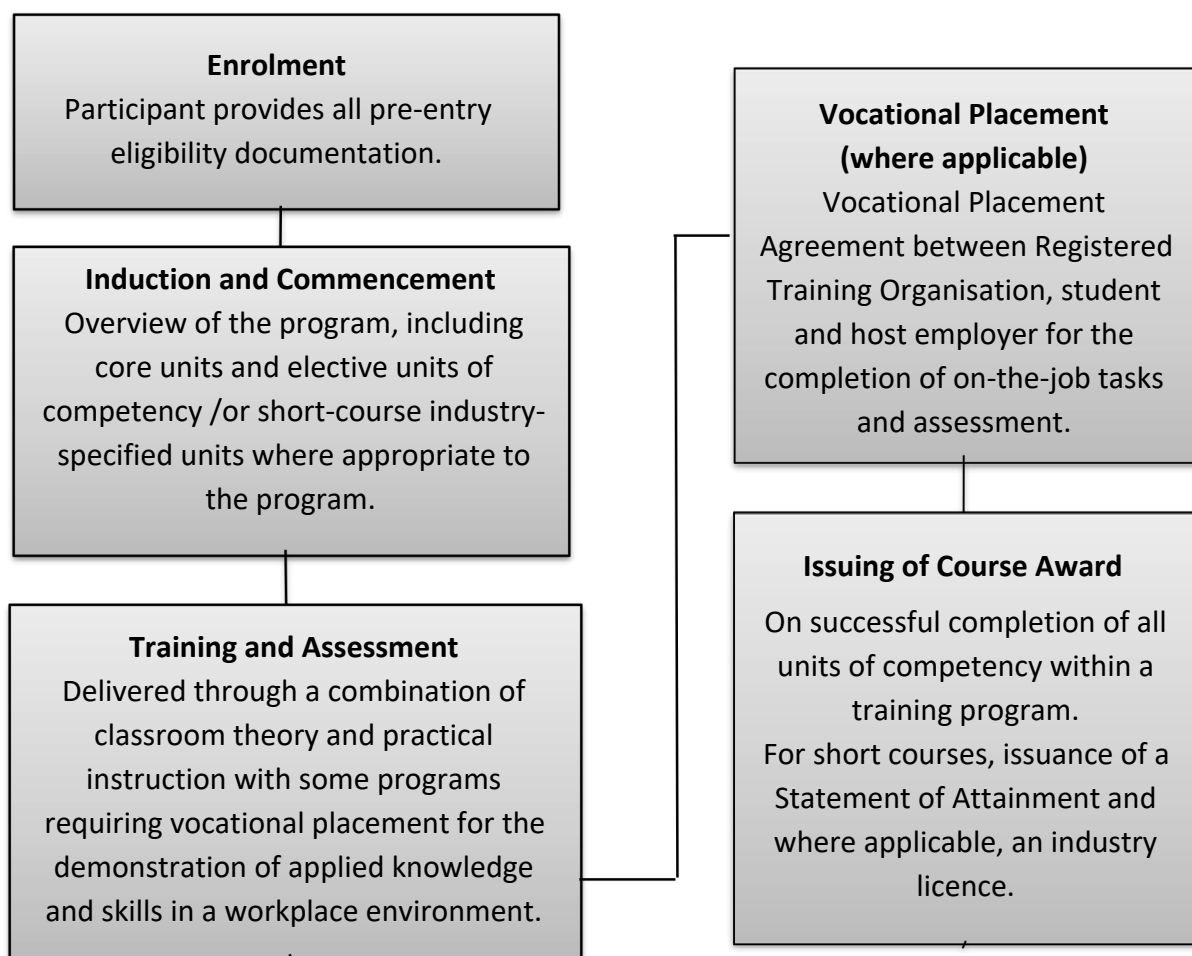 Enrolment
Participant provides all pre-entry
eligibility documentation.
Induction and Commencement
Overview of the program, including
core units and elective units of
competency /or short-course industry-
specified units where appropriate to
the program.
Training and Assessment
Delivered through a combination of
classroom theory and practical
instruction with some programs
requiring vocational placement for the
demonstration of applied knowledge
and skills in a workplace environment.
Vocational Placement
(where applicable)
Vocational Placement
Agreement between Registered
Training Organisation, student
and host employer for the
completion of on-the-job tasks
and assessment.
Issuing of Course Award
On successful completion of all
units of competency within a
training program.
For short courses, issuance of a
Statement of Attainment and
where applicable, an industry
licence.